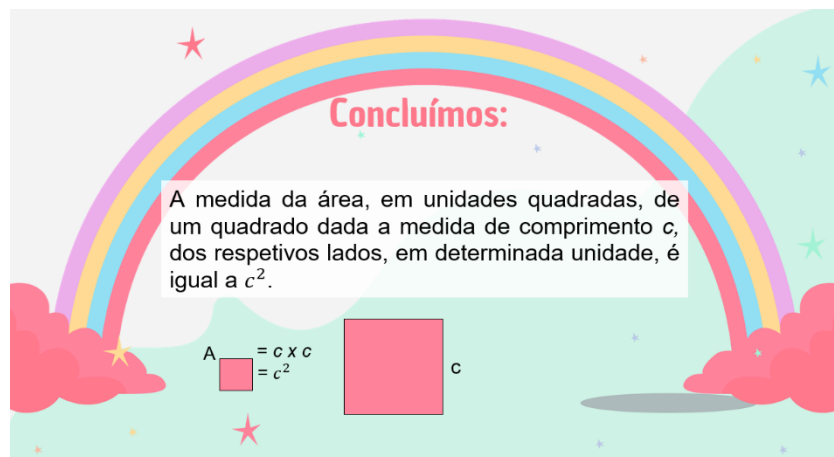 Concluímos:
A medida da área, em unidades quadradas, de
um quadrado dada a medida de comprimento c,
dos respetivos lados, em determinada unidade, é
igual a c².
A = c x c
= c²
c